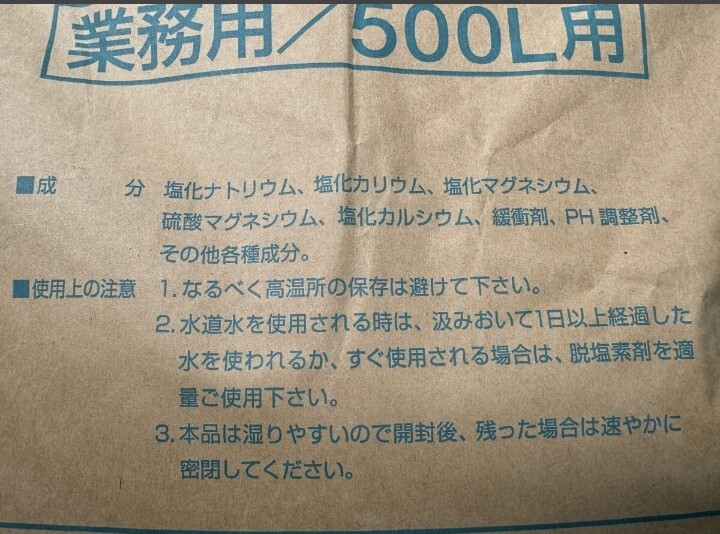 業務用／500L用
■成　　分 塩化ナトリウム、塩化カリウム、塩化マグネシウム、
硫酸マグネシウム、塩化カルシウム、緩衝剤、PH調整剤、
その他各種成分。
■使用上の注意 1. なるべく高温所の保存は避けて下さい。
2. 水道水を使用される時は、汲みおいて1日以上経過した
水を使われるか、すぐ使用される場合は、脱塩素剤を適
量ご使用下さい。
3. 本品は湿りやすいので開封後、残った場合は速やかに
密閉してください。